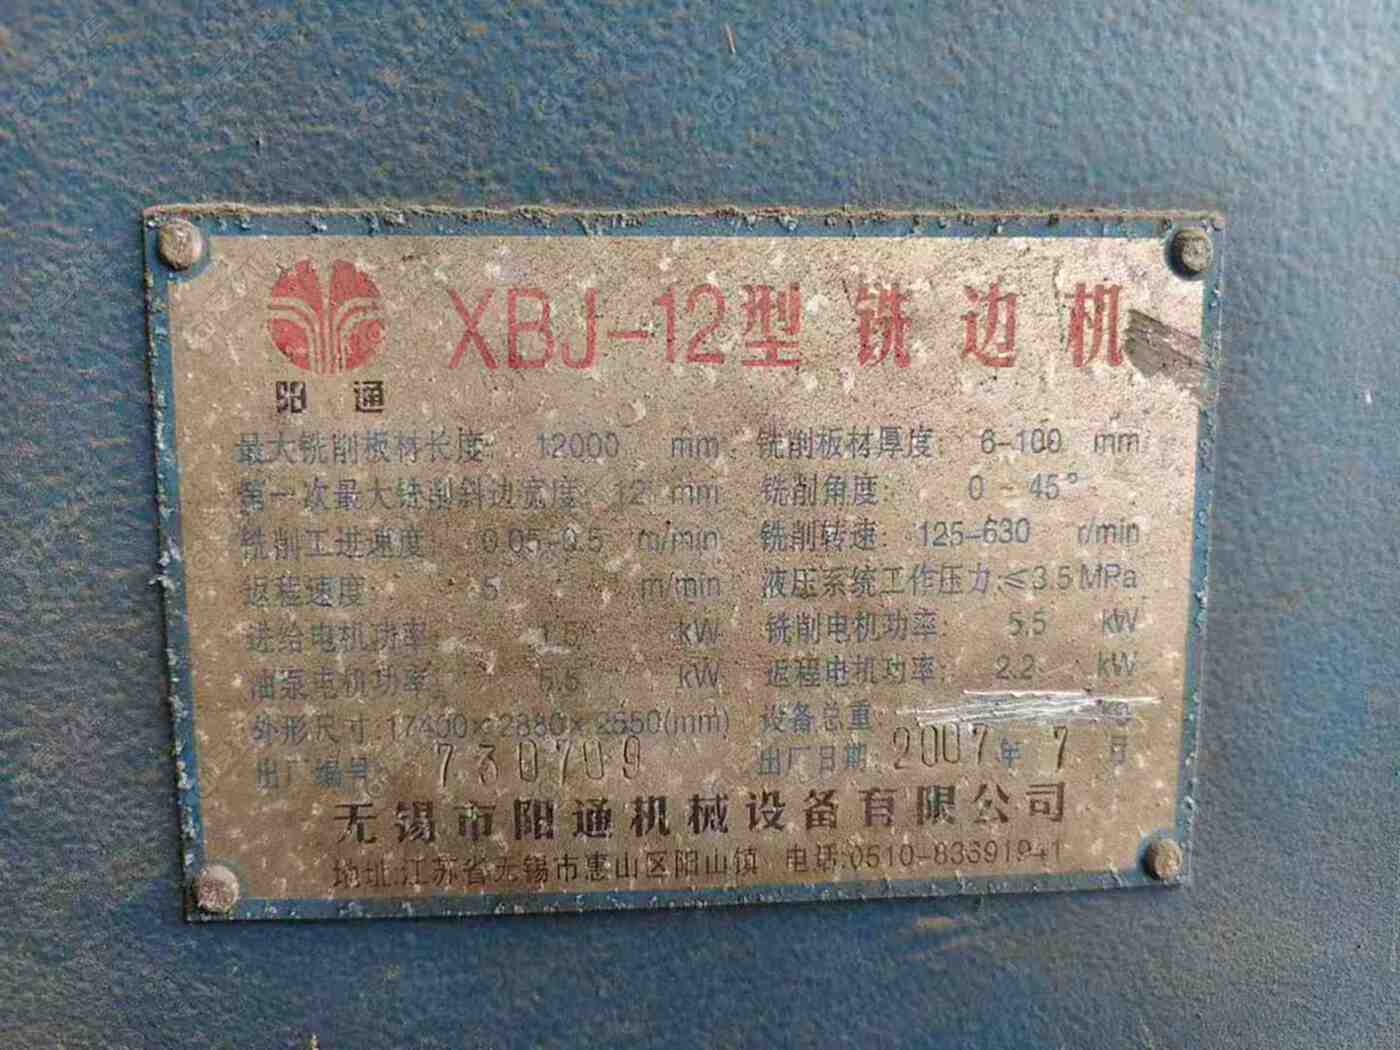 XBJ-12型 铣边机
阳通
最大铣削板材长度: 12000 mm 铣削板材厚度: 6-100 mm
第一次最大铣削斜边宽度: 12 mm 铣削角度: 0-45°
铣削工进速度: 0.05-0.5 m/min 铣削转速: 125-630 r/min
返程速度: 5 m/min 液压系统工作压力:≤3.5MPa
进给电机功率: kW 铣削电机功率: 5.5 kW
油泵电机功率: 5.5 kW 返程电机功率: 2.2 kW
外形尺寸:17400×2880×2550(mm) 设备总重: kg
出厂编号: 730709 出厂日期: 2007年 7月
无锡市阳通机械设备有限公司
地址:江苏省无锡市惠山区阳山镇 电话:0510-83691941